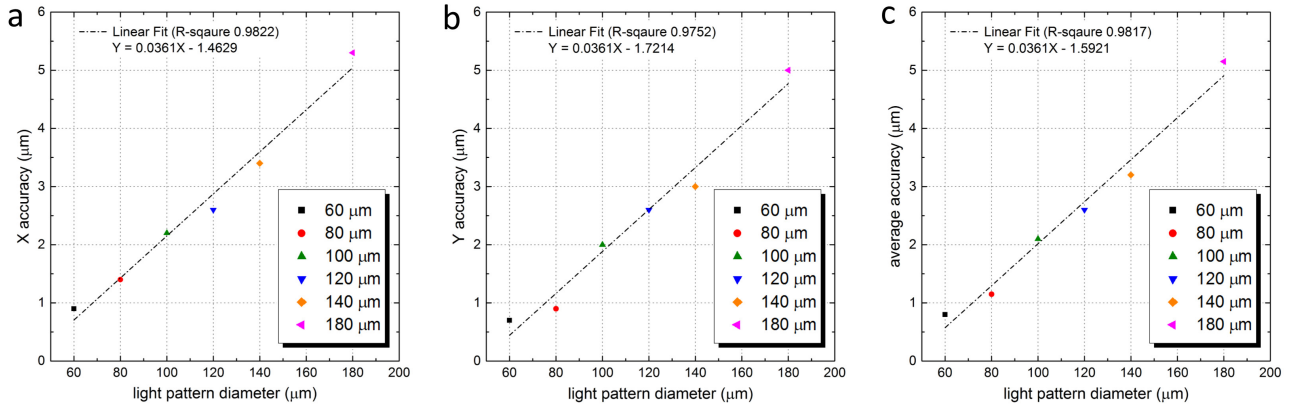 a
Linear Fit (R-sqaure 0.9822)
Y = 0.0361X - 1.4629
X accuracy (μm)
6
5
4
3
2
1
0
60 μm
80 μm
100 μm
120 μm
140 μm
180 μm
60 80 100 120 140 160 180 200
light pattern diameter (μm)
b
Linear Fit (R-sqaure 0.9752)
Y = 0.0361X - 1.7214
Y accuracy (μm)
6
5
4
3
2
1
0
60 μm
80 μm
100 μm
120 μm
140 μm
180 μm
60 80 100 120 140 160 180 200
light pattern diameter (μm)
c
Linear Fit (R-sqaure 0.9817)
Y = 0.0361X - 1.5921
average accuracy (μm)
6
5
4
3
2
1
0
60 μm
80 μm
100 μm
120 μm
140 μm
180 μm
60 80 100 120 140 160 180 200
light pattern diameter (μm)